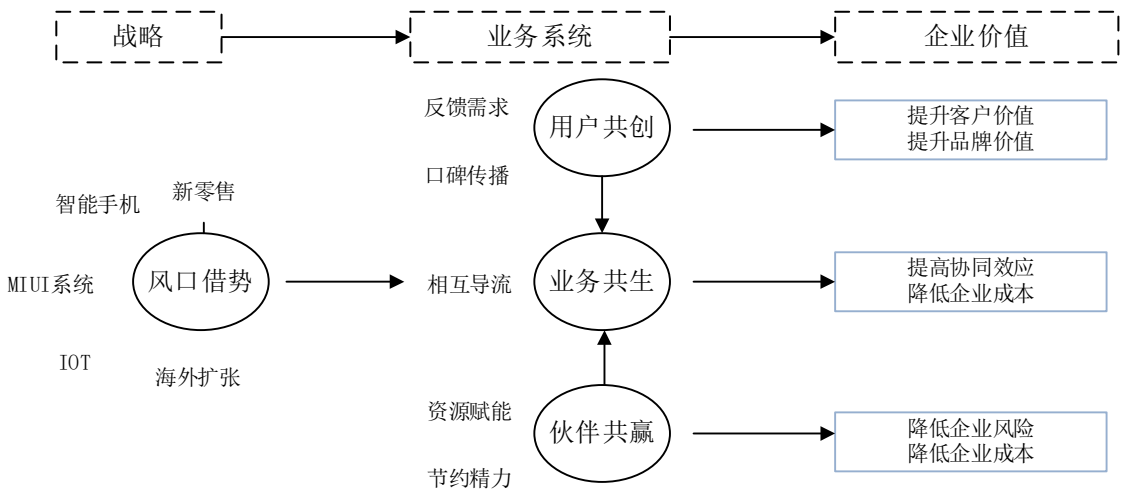 战略
业务系统
企业价值
反馈需求
用户共创
提升客户价值
提升品牌价值
口碑传播
新零售
智能手机
MIUI系统
风口借势
相互导流
业务共生
提高协同效应
降低企业成本
IOT
海外扩张
资源赋能
伙伴共赢
降低企业风险
降低企业成本
节约精力